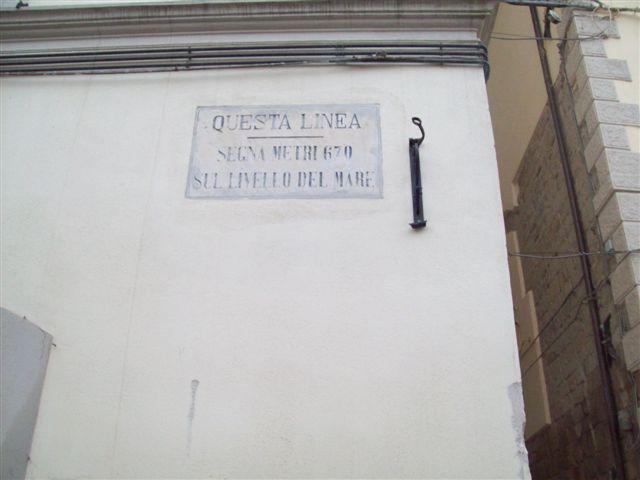 QUESTA LINEA
SEGNA METRI 670
SUL LIVELLO DEL MARE